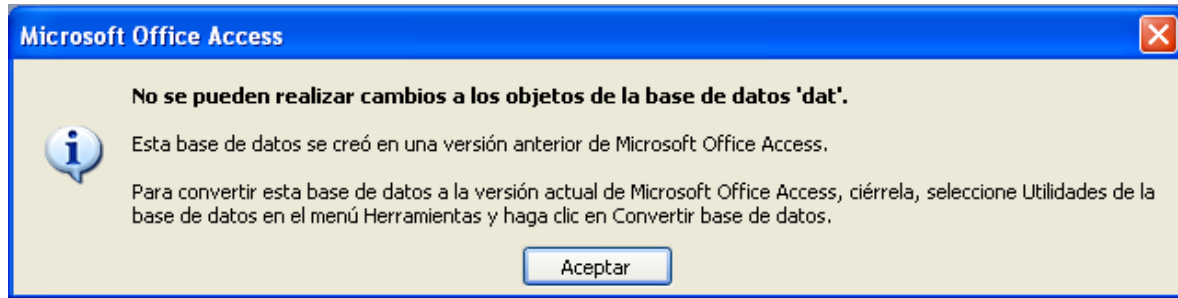 Microsoft Office Access
No se pueden realizar cambios a los objetos de la base de datos 'dat'.
Esta base de datos se creó en una versión anterior de Microsoft Office Access.
Para convertir esta base de datos a la versión actual de Microsoft Office Access, ciérrela, seleccione Utilidades de la
base de datos en el menú Herramientas y haga clic en Convertir base de datos.
Aceptar